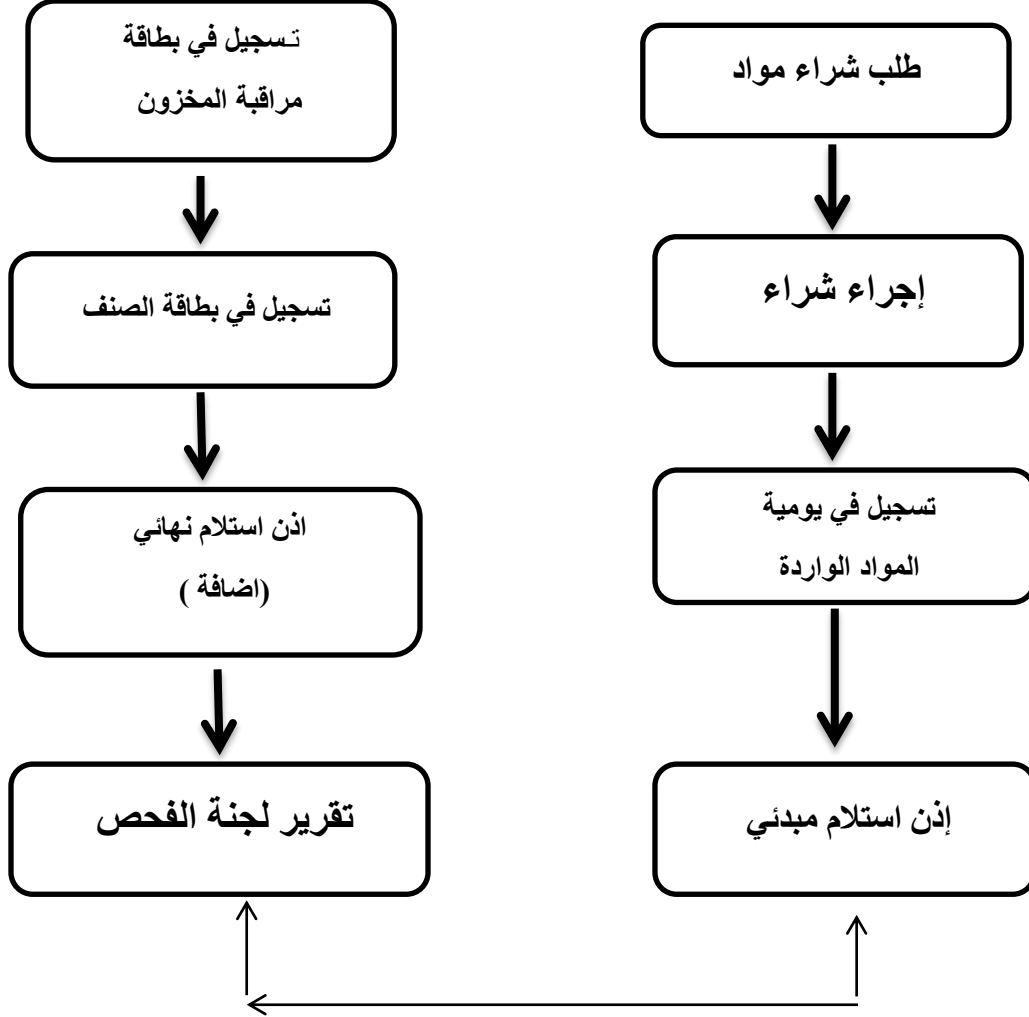 طلب شراء مواد
إجراء شراء
تسجيل في يومية
المواد الواردة
إذن استلام مبدئي
تسجيل في بطاقة
مراقبة المخزون
تسجيل في بطاقة الصنف
اذن استلام نهائي
(اضافة )
تقرير لجنة الفحص